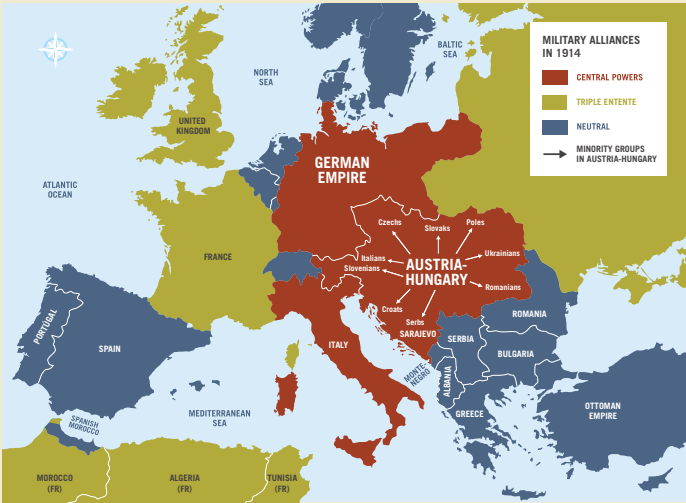 MILITARY ALLIANCES
IN 1914
CENTRAL POWERS
TRIPLE ENTENTE
NEUTRAL
MINORITY GROUPS
IN AUSTRIA-HUNGARY
BALTIC
SEA
NORTH
SEA
UNITED
KINGDOM
GERMAN
EMPIRE
ATLANTIC
OCEAN
Czechs
Slovaks
Poles
FRANCE
Italians
Slovenians
Ukrainians
AUSTRIA-
HUNGARY
Romanians
Croats
Serbs
SARAJEVO
PORTUGAL
SPAIN
ITALY
ROMANIA
SERBIA
BULGARIA
MONTE-
NEGRO
ALBANIA
GREECE
OTTOMAN
EMPIRE
SPANISH
MOROCCO
MEDITERRANEAN
SEA
MOROCCO
(FR)
ALGERIA
(FR)
TUNISIA
(FR)